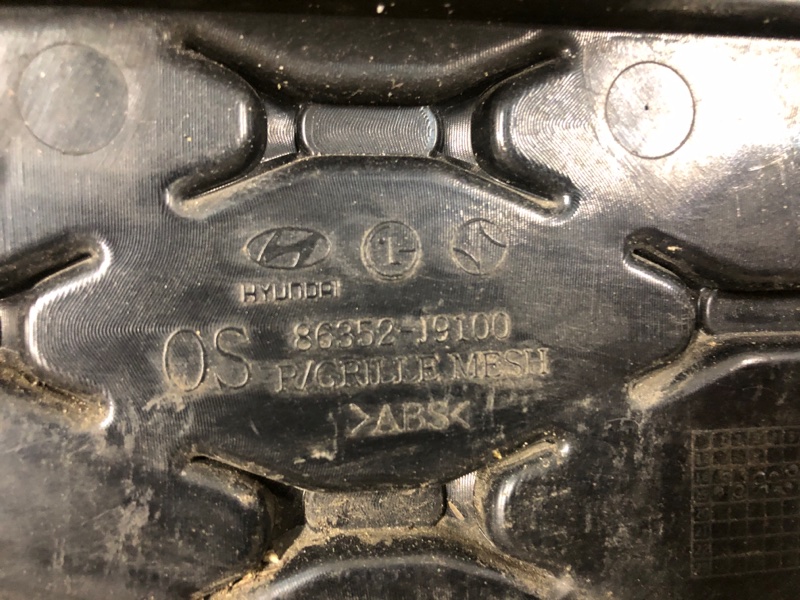 HYUNDAI
OS 86352-J9100
P/GRILLE MESH
>ABS<